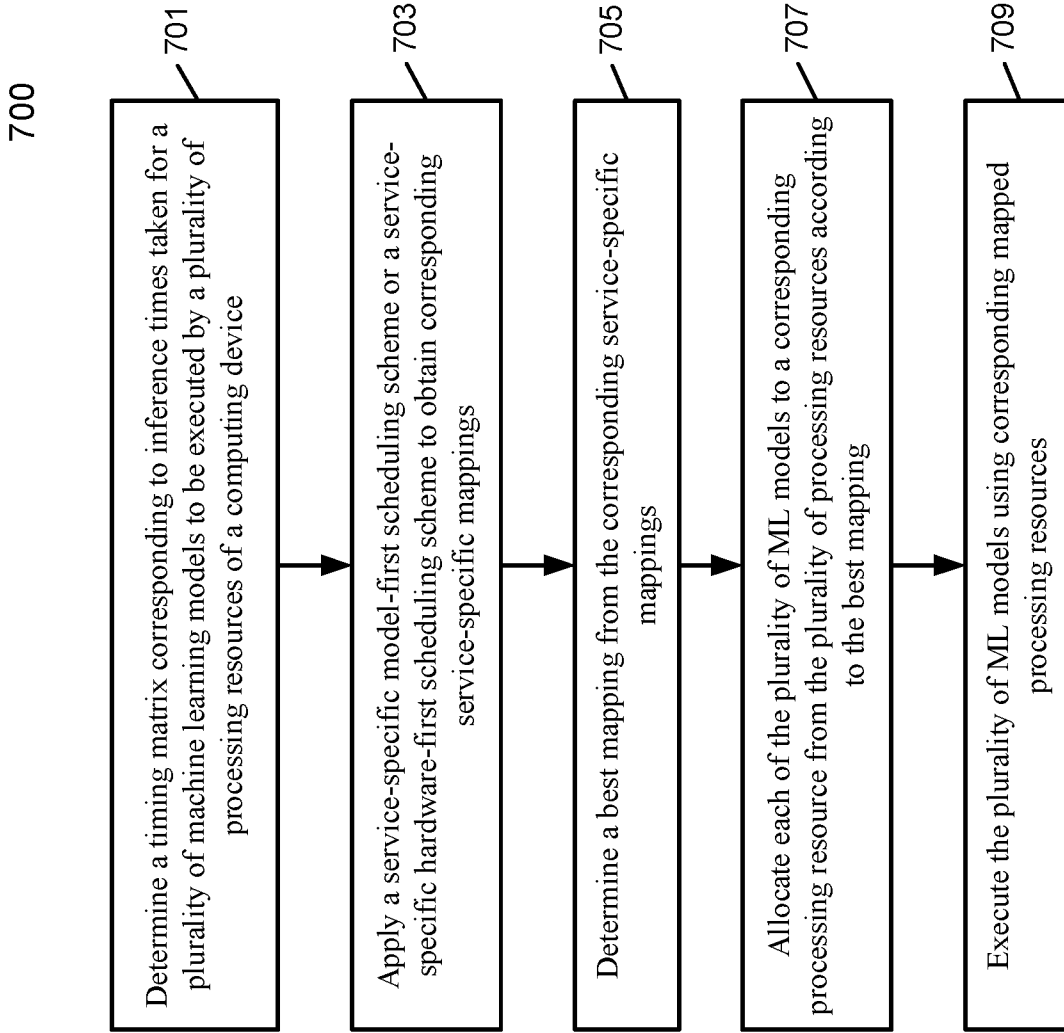 700
Determine a timing matrix corresponding to inference times taken for a
plurality of machine learning models to be executed by a plurality of
processing resources of a computing device
701
Apply a service-specific model-first scheduling scheme or a service-
specific hardware-first scheduling scheme to obtain corresponding
service-specific mappings
703
Determine a best mapping from the corresponding service-specific
mappings
705
Allocate each of the plurality of ML models to a corresponding
processing resource from the plurality of processing resources according
to the best mapping
707
Execute the plurality of ML models using corresponding mapped
processing resources
709